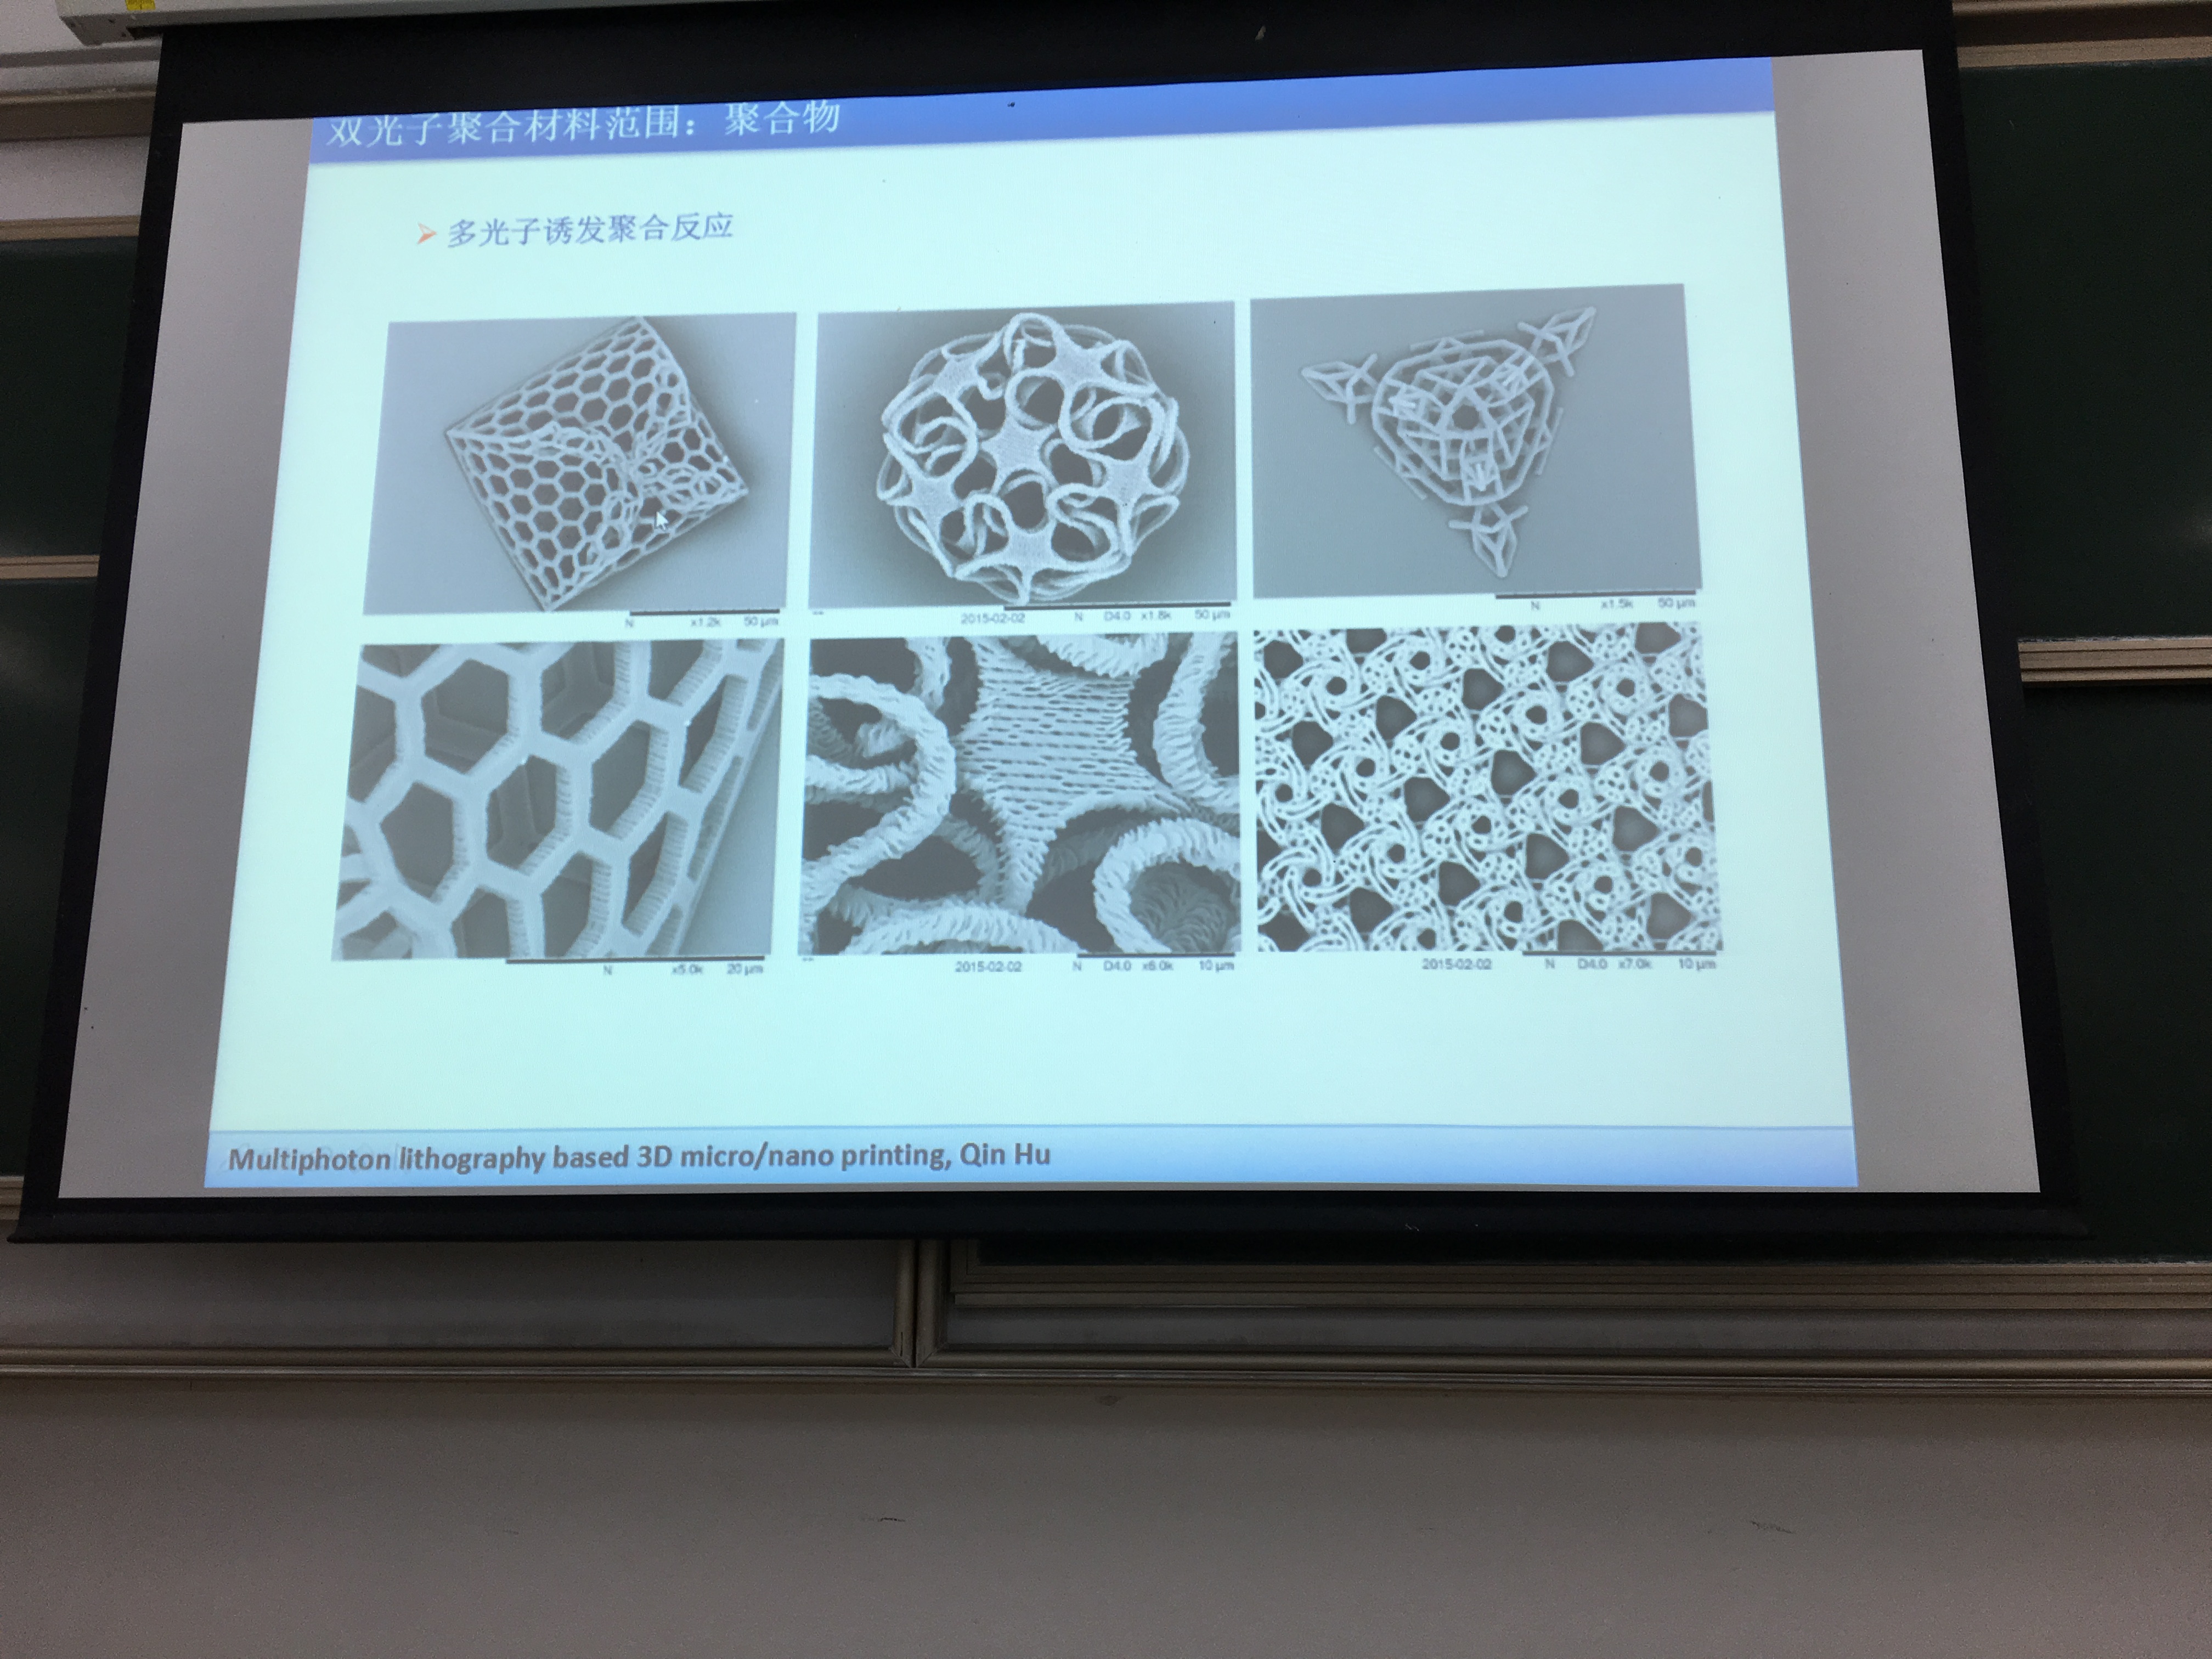 双光子聚合材料范围：聚合物
多光子诱发聚合反应
N x1.2k 50 µm
2015-02-02 N D4.0 x1.8k 50 µm
N x1.5k 50 µm
N x5.0k 20 µm
2015-02-02 N D4.0 x6.0k 10 µm
2015-02-02 N D4.0 x7.0k 10 µm
Multiphoton lithography based 3D micro/nano printing, Qin Hu